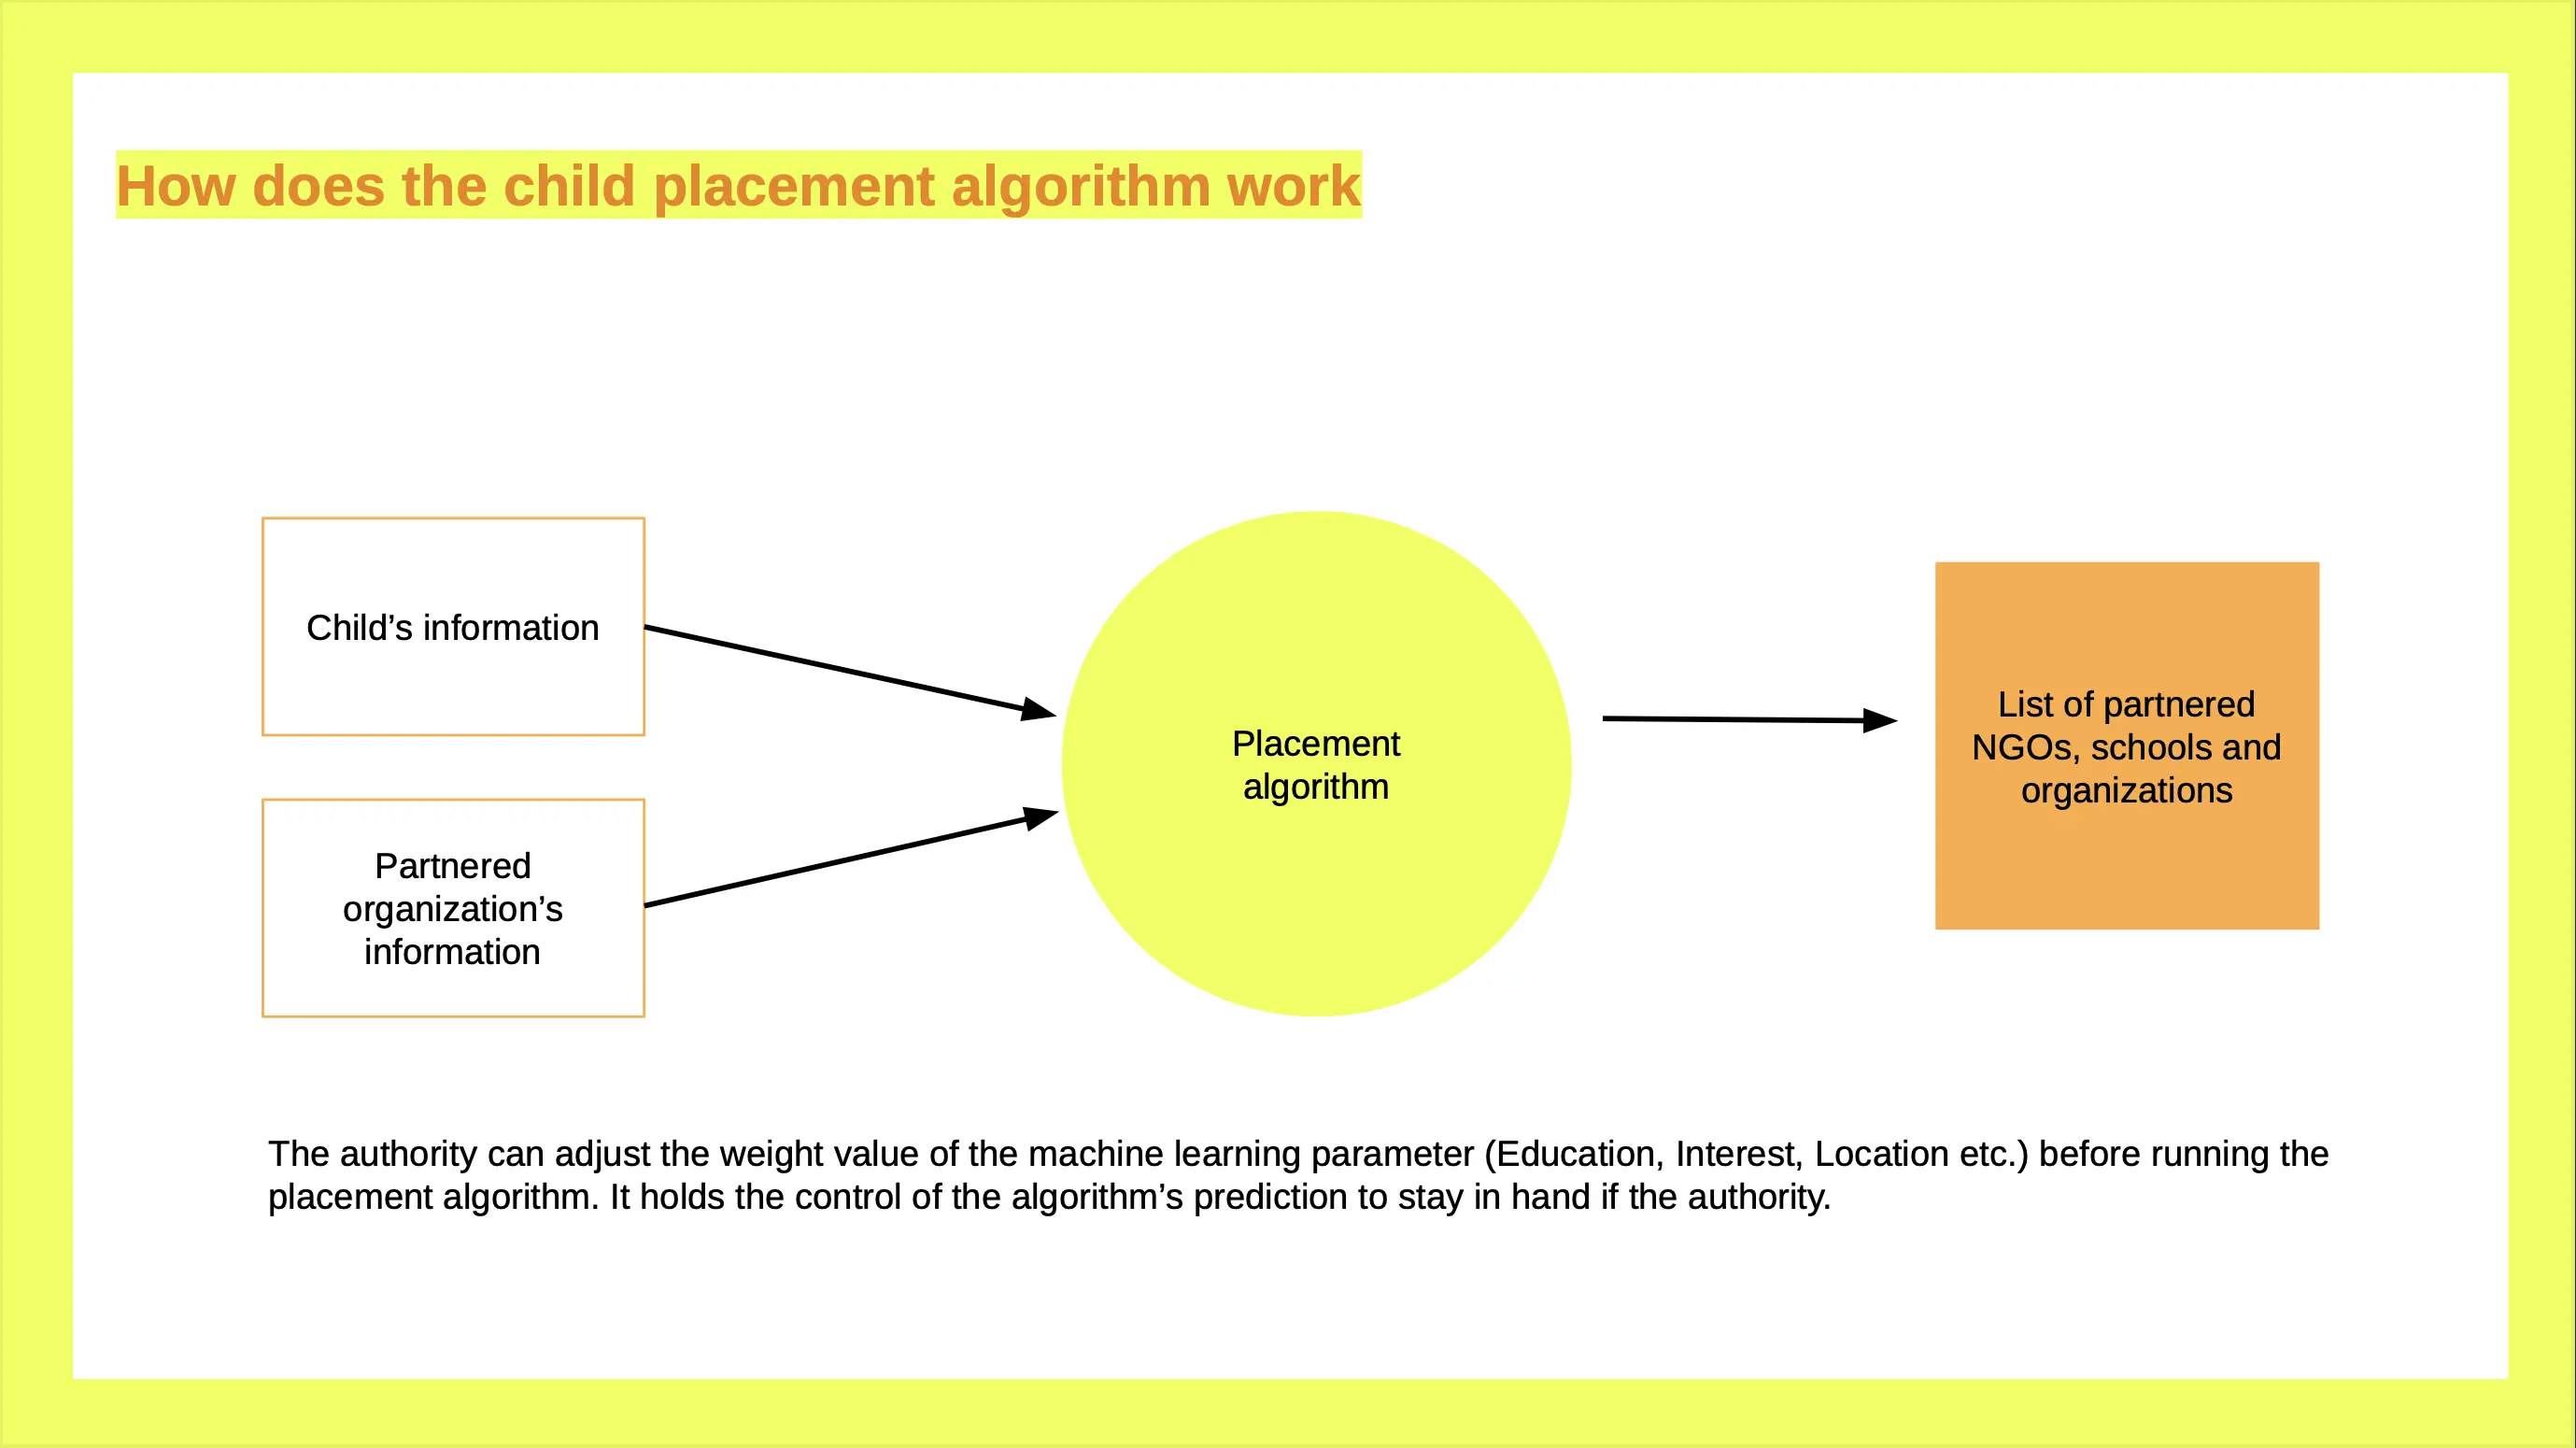 How does the child placement algorithm work
Child’s information
Partnered
organization’s
information
Placement
algorithm
List of partnered
NGOs, schools and
organizations
The authority can adjust the weight value of the machine learning parameter (Education, Interest, Location etc.) before running the
placement algorithm. It holds the control of the algorithm’s prediction to stay in hand if the authority.